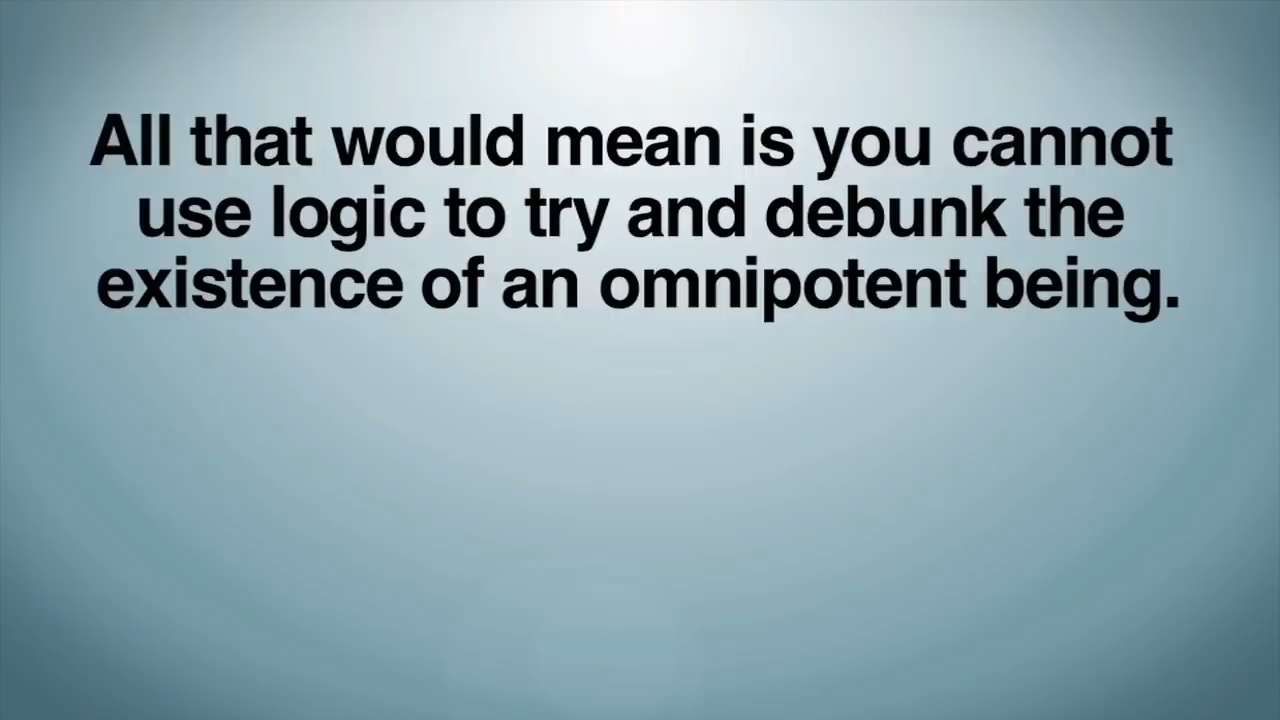 All that would mean is you cannot
use logic to try and debunk the
existence of an omnipotent being.